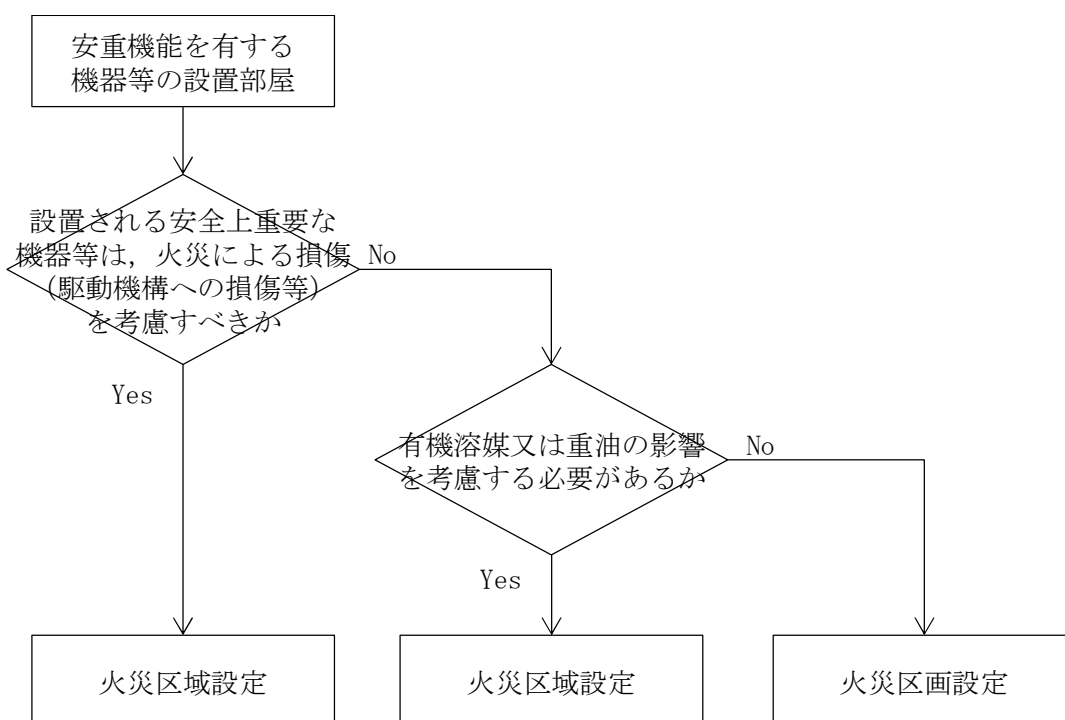 安重機能を有する
機器等の設置部屋
設置される安全上重要な
機器等は，火災による損傷
（駆動機構への損傷等）
を考慮すべきか
No
Yes
有機溶媒又は重油の影響
を考慮する必要があるか
No
Yes
火災区域設定
火災区域設定
火災区画設定